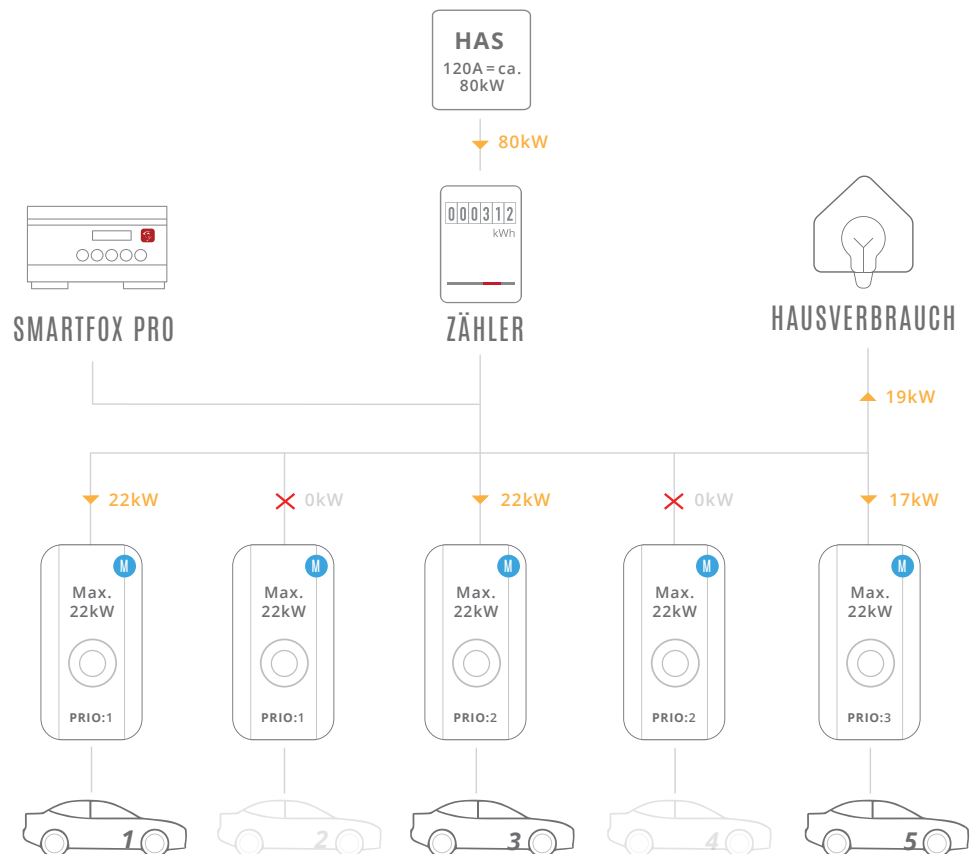 HAS
120A = ca.
80kW
80kW
000312
kWh
SMARTFOX PRO
ZÄHLER
HAUSVERBRAUCH
19kW
22kW
0kW
22kW
0kW
17kW
M
M
M
M
M
Max.
22kW
Max.
22kW
Max.
22kW
Max.
22kW
Max.
22kW
PRIO:1
PRIO:1
PRIO:2
PRIO:2
PRIO:3
1
2
3
4
5